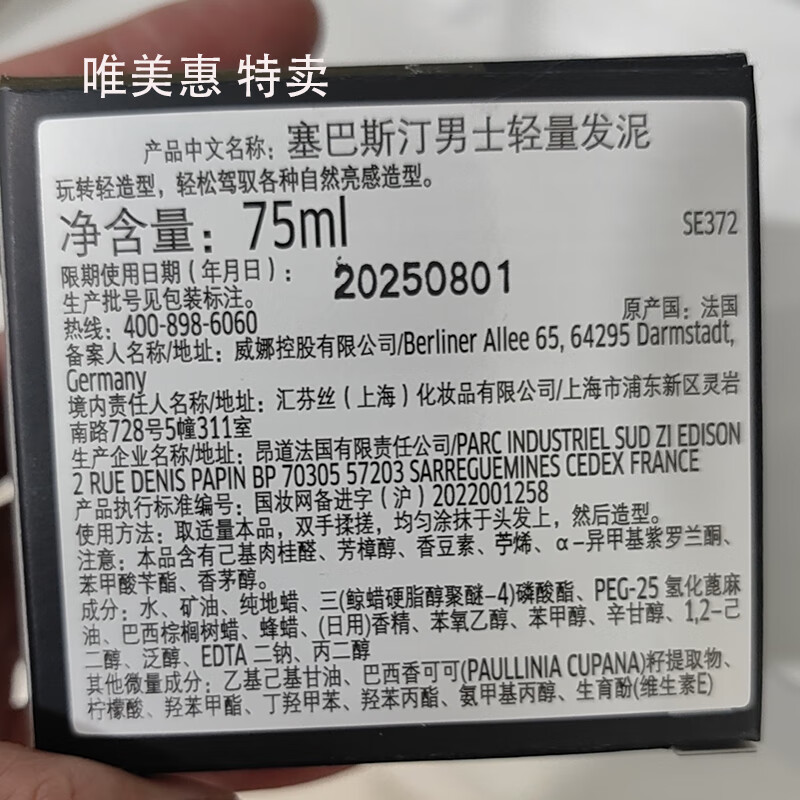 唯美惠 特卖
产品中文名称：塞巴斯汀男士轻量发泥
玩转轻造型，轻松驾驭各种自然亮感造型。
净含量：75ml
SE372
限期使用日期（年月日）：20250801
生产批号见包装标注。
原产国：法国
热线：400-898-6060
备案人名称/地址：威娜控股有限公司/Berliner Allee 65, 64295 Darmstadt,
Germany
境内责任人名称/地址：汇芬丝（上海）化妆品有限公司/上海市浦东新区灵岩
南路728号5幢311室
生产企业名称/地址：昂道法国有限责任公司/PARC INDUSTRIEL SUD ZI EDISON
2 RUE DENIS PAPIN BP 70305 57203 SARREGUEMINES CEDEX FRANCE
产品执行标准编号：国妆网备进字（沪）2022001258
使用方法：取适量本品，双手揉搓，均匀涂抹于头发上，然后造型。
注意：本品含有己基肉桂醛、芳樟醇、香豆素、苧烯、α-异甲基紫罗兰酮、
苯甲酸苄酯、香茅醇。
成分：水、矿油、纯地蜡、三(鲸蜡硬脂醇聚醚-4)磷酸酯、PEG-25 氢化蓖麻
油、巴西棕榈树蜡、蜂蜡、(日用)香精、苯氧乙醇、苯甲醇、辛甘醇、1,2-己
二醇、泛醇、EDTA 二钠、丙二醇
其他微量成分：乙基己基甘油、巴西香可可(PAULLINIA CUPANA)籽提取物、
柠檬酸、羟苯甲酯、丁羟甲苯、羟苯丙酯、氨甲基丙醇、生育酚(维生素E)